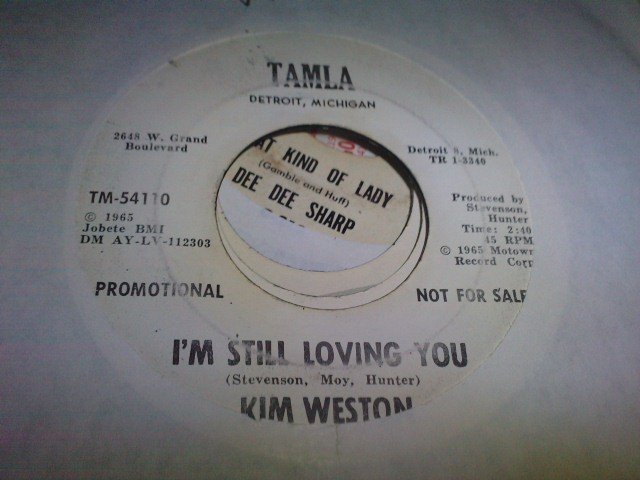 TAMLA
DETROIT, MICHIGAN
2648 W. Grand
Boulevard
Detroit 8, Mich.
TR 1-3340
TM-54110
© 1965
Jobete BMI
DM AY-LV-112303
Produced by
Stevenson,
Hunter
Time: 2:40
45 RPM
© 1965 Motown
Record Corp
AT KIND OF LADY
(Gamble and Huff)
DEE DEE SHARP
PROMOTIONAL
NOT FOR SALE
I'M STILL LOVING YOU
(Stevenson, Moy, Hunter)
KIM WESTON